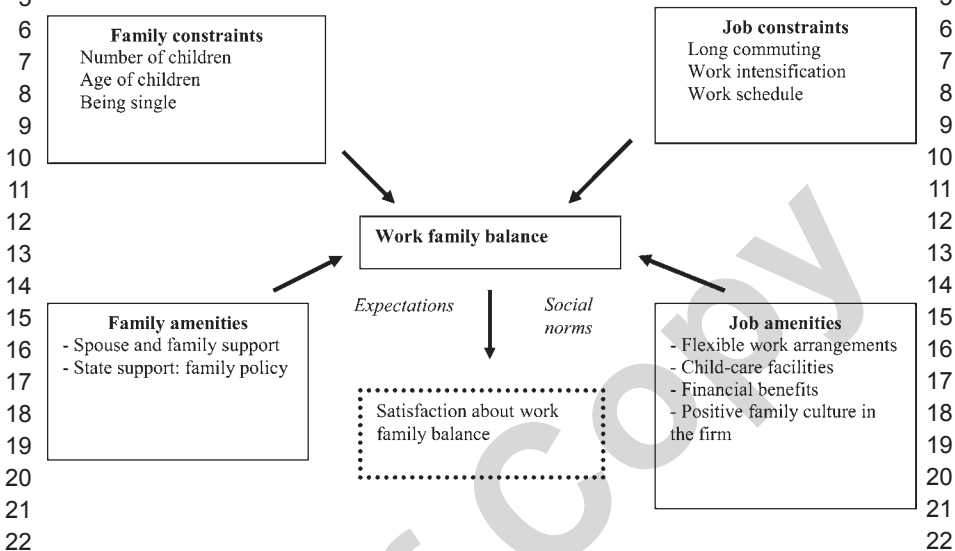 Family constraints
Number of children
Age of children
Being single
Job constraints
Long commuting
Work intensification
Work schedule
Work family balance
Expectations
Social
norms
Family amenities
- Spouse and family support
- State support: family policy
Job amenities
- Flexible work arrangements
- Child-care facilities
- Financial benefits
- Positive family culture in
the firm
Satisfaction about work
family balance
6
7
8
9
10
11
12
13
14
15
16
17
18
19
20
21
22
6
7
8
9
10
11
12
13
14
15
16
17
18
19
20
21
22
Copy